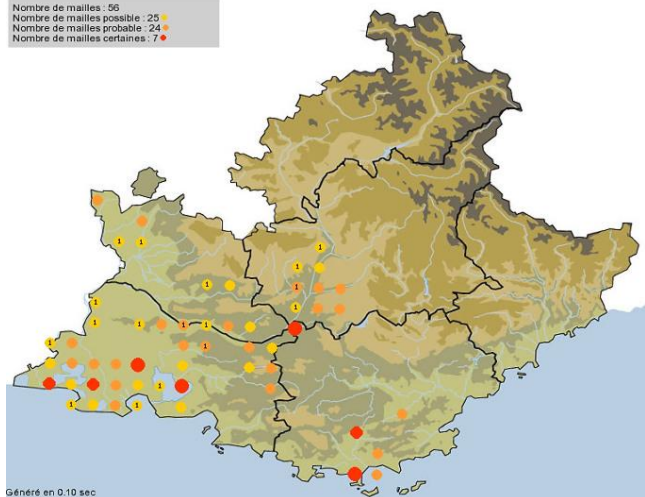 Nombre de mailles : 56
Nombre de mailles possible : 25
Nombre de mailles probable : 24
Nombre de mailles certaines : 7
1
1 1
1 1
1
1
1
1
1 1 1
1
1
1
1 1
Généré en 0.10 sec